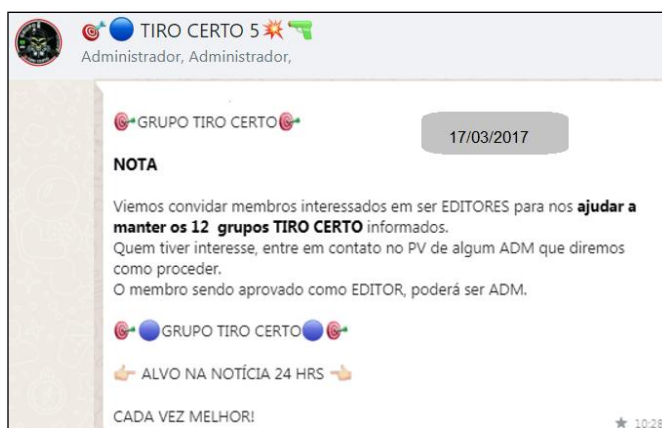 🎯🔵 TIRO CERTO 5💥🔫
Administrador, Administrador,
🎯GRUPO TIRO CERTO🎯
17/03/2017
NOTA
Viemos convidar membros interessados em ser EDITORES para nos ajudar a
manter os 12 grupos TIRO CERTO informados.
Quem tiver interesse, entre em contato no PV de algum ADM que diremos
como proceder.
O membro sendo aprovado como EDITOR, poderá ser ADM.
🎯🔵GRUPO TIRO CERTO🔵🎯
👉🏻 ALVO NA NOTÍCIA 24 HRS 👈🏻
CADA VEZ MELHOR!
★ 10:28